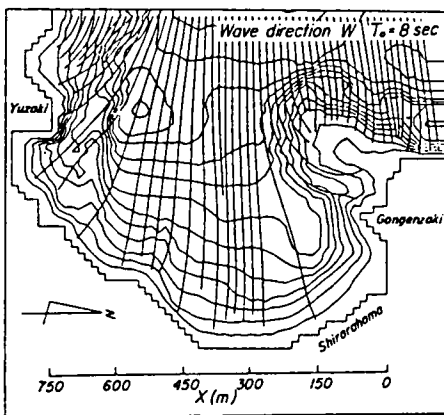 Wave direction W T₀ = 8 sec
Yuzaki
Gongenzaki
Shirarahama
N
750 600 450 300 150 0
X (m)